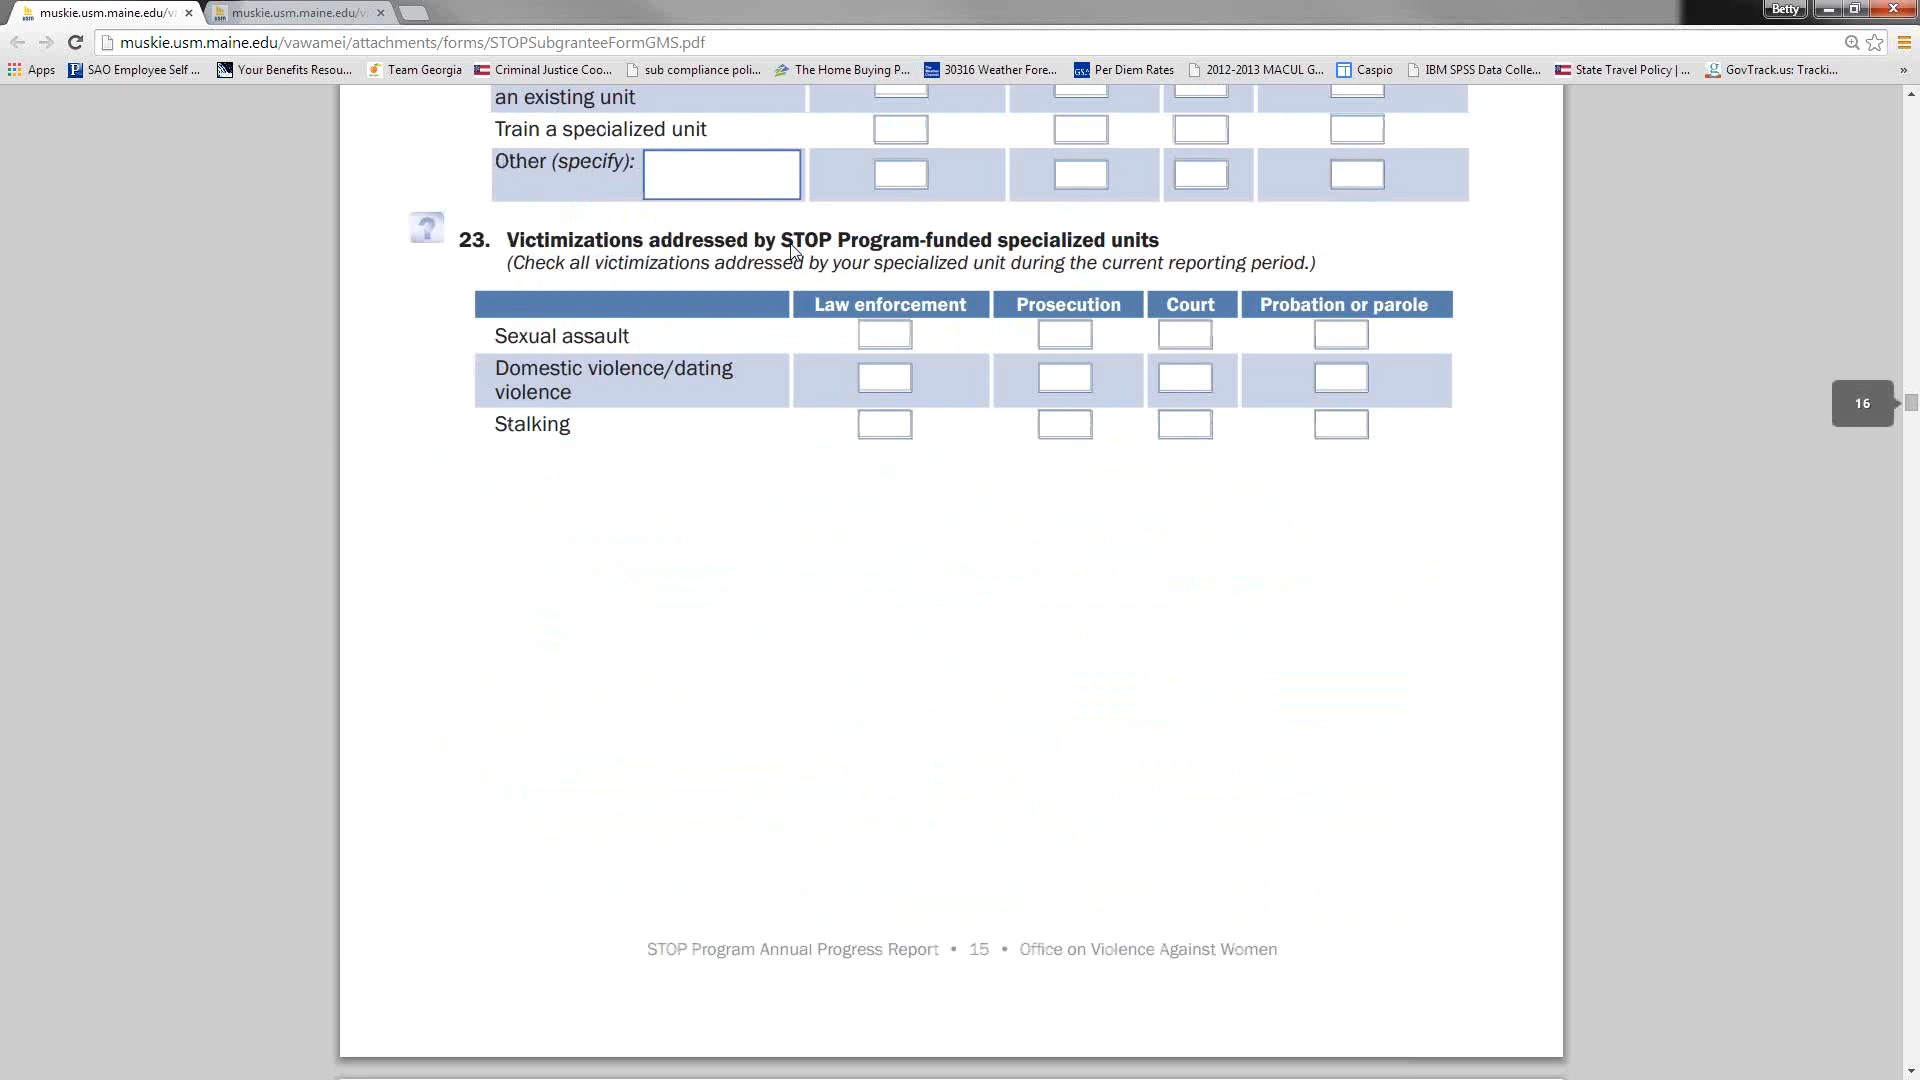 muskie.usm.maine.edu/va
muskie.usm.maine.edu/v
Betty
muskie.usm.maine.edu/vawamei/attachments/forms/STOPSubgranteeFormGMS.pdf
Apps SAO Employee Self ... Your Benefits Resou... Team Georgia Criminal Justice Coo... sub compliance poli... The Home Buying P... 30316 Weather Fore... Per Diem Rates 2012-2013 MACUL G... Caspio IBM SPSS Data Colle... State Travel Policy | ... GovTrack.us: Tracki... »
an existing unit
Train a specialized unit
Other (specify):
? 23. Victimizations addressed by STOP Program-funded specialized units
(Check all victimizations addressed by your specialized unit during the current reporting period.)
Law enforcement Prosecution Court Probation or parole
Sexual assault
Domestic violence/dating
violence
Stalking
16
STOP Program Annual Progress Report • 15 • Office on Violence Against Women